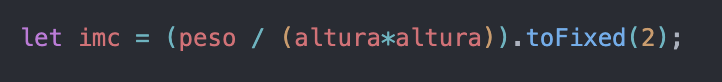 let imc = (peso / (altura*altura)).toFixed(2);